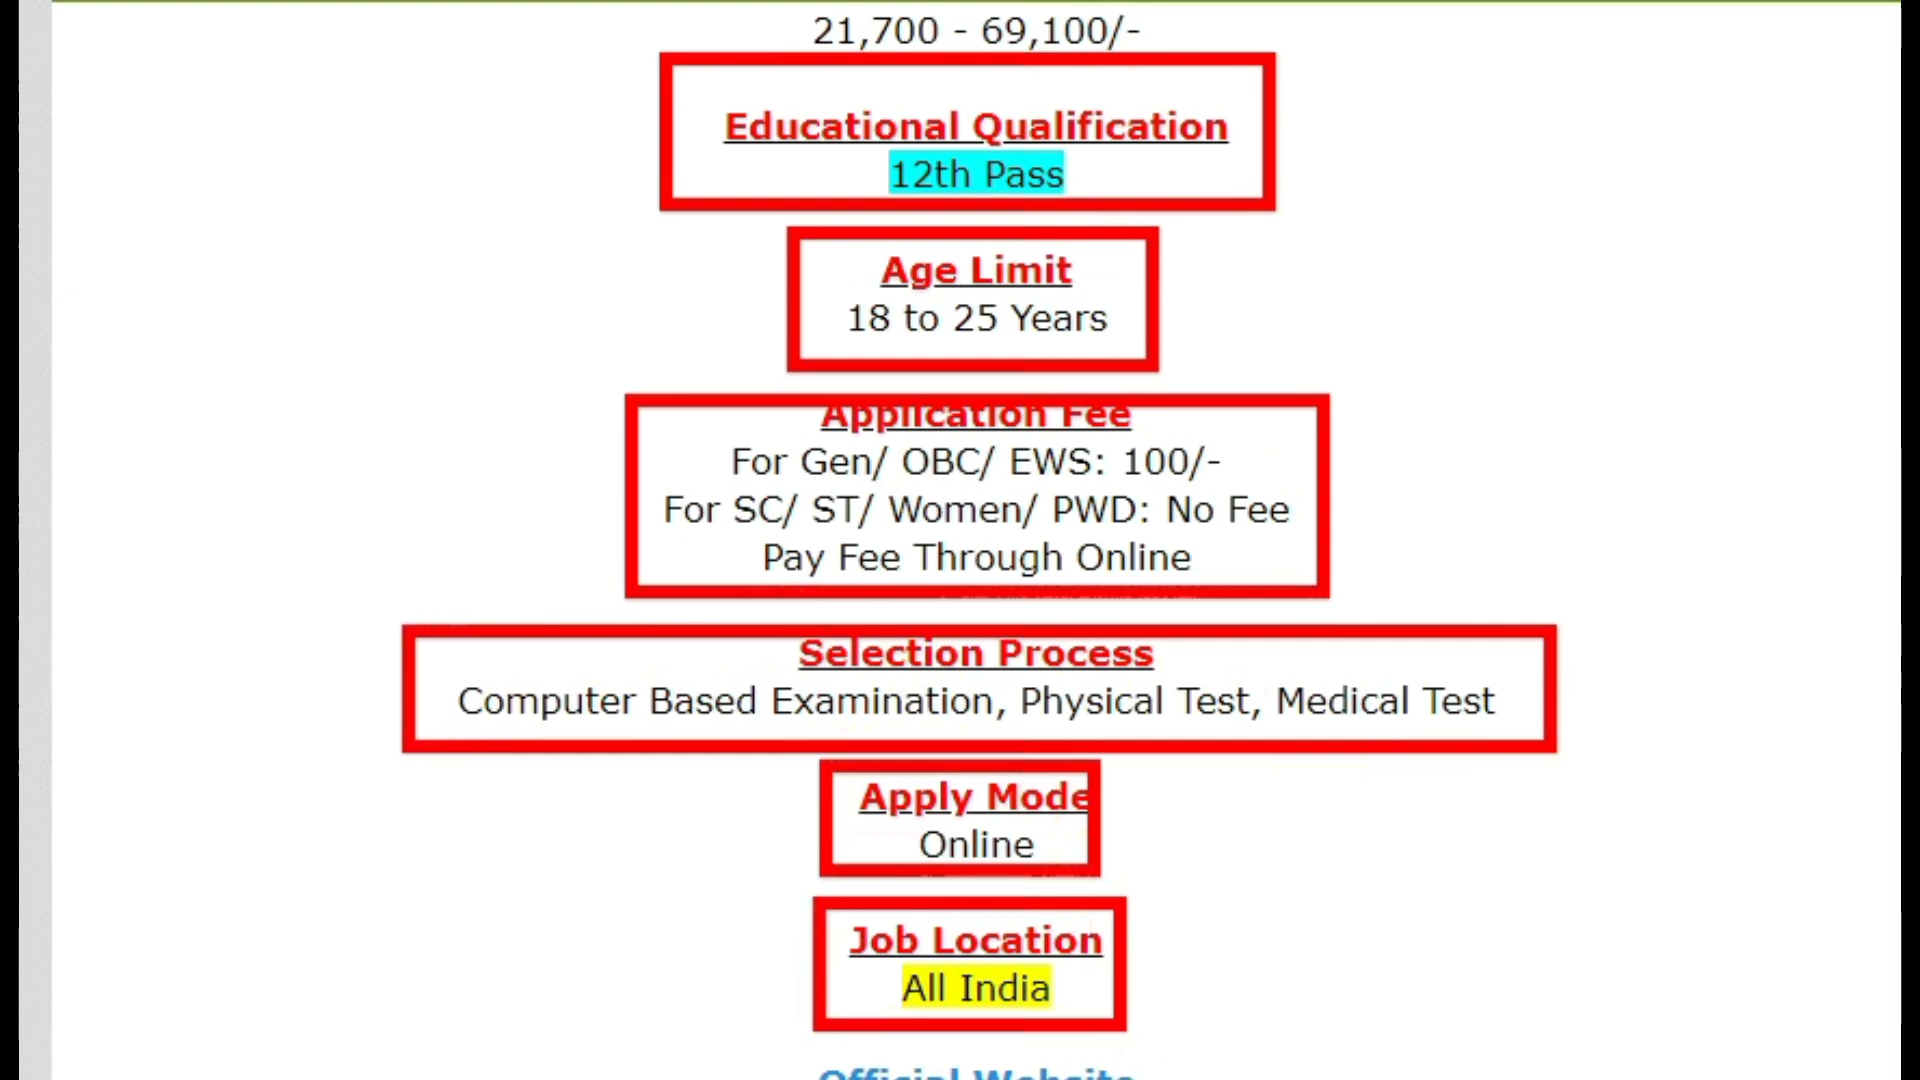 21,700 - 69,100/-
Educational Qualification
12th Pass
Age Limit
18 to 25 Years
Application Fee
For Gen/ OBC/ EWS: 100/-
For SC/ ST/ Women/ PWD: No Fee
Pay Fee Through Online
Selection Process
Computer Based Examination, Physical Test, Medical Test
Apply Mode
Online
Job Location
All India
Official Website